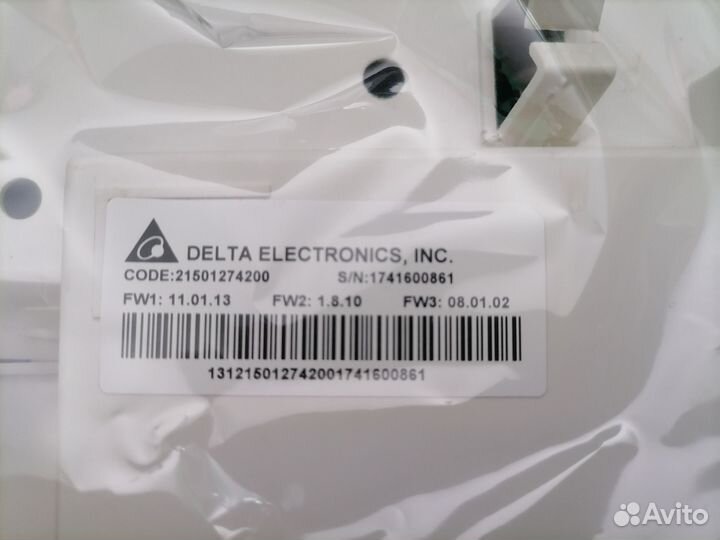 DELTA ELECTRONICS, INC.
CODE:21501274200 S/N:1741600861
FW1: 11.01.13 FW2: 1.8.10 FW3: 08.01.02
131215012742001741600861
Avito